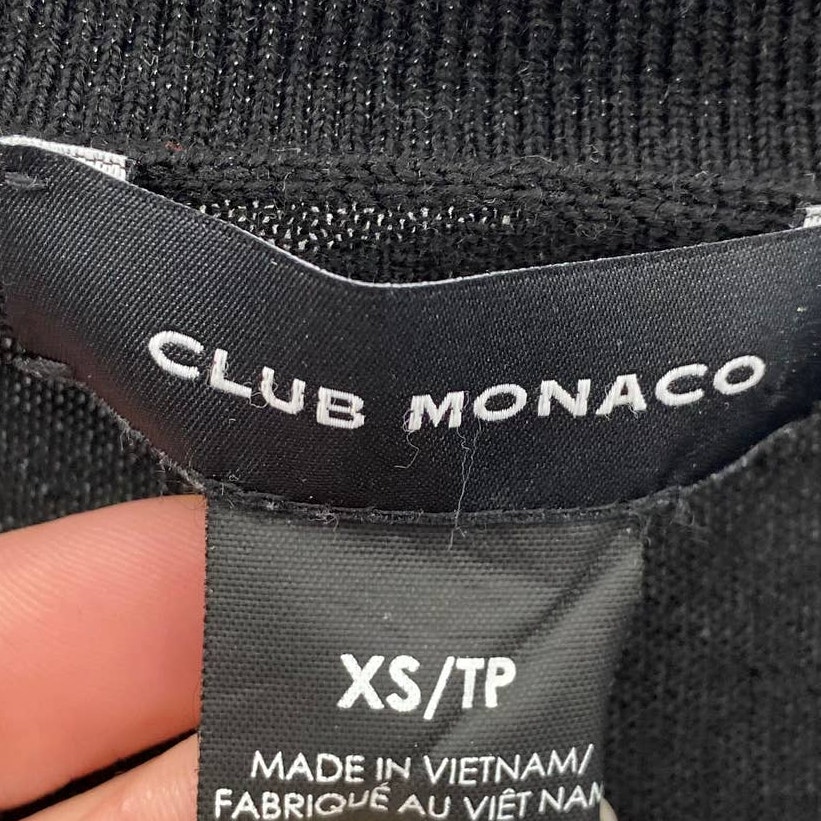 CLUB MONACO
XS/TP
MADE IN VIETNAM/
FABRIQUÉ AU VIÊT NAM